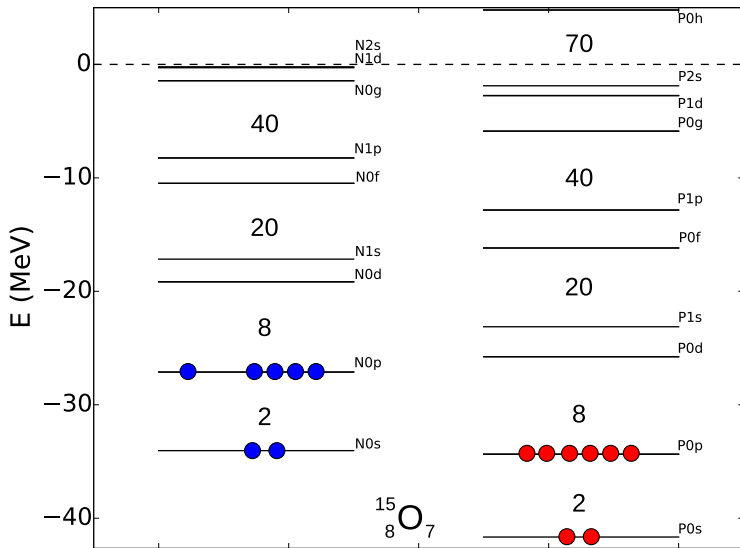 E (MeV)
0
−10
−20
−30
−40
N2s
N1d
N0g
40
N1p
N0f
20
N1s
N0d
8
N0p
2
N0s
P0h
70
P2s
P1d
P0g
40
P1p
P0f
20
P1s
P0d
8
P0p
2
P0s
15 8 O 7